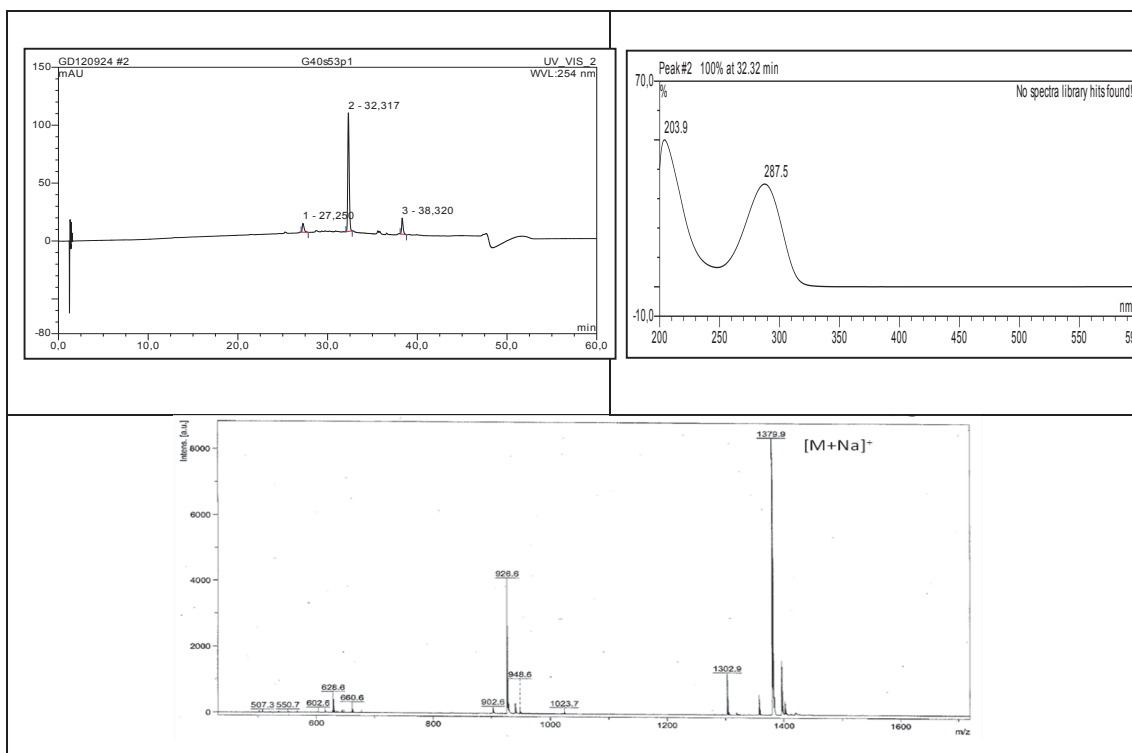 GD120924 #2 G40s53p1 UV_VIS_2
150
mAU
WVL:254 nm
2 - 32,317
100
50
1 - 27,250
3 - 38,320
0
-80
min
0,0 10,0 20,0 30,0 40,0 50,0 60,0
Peak #2 100% at 32.32 min
70,0
%
No spectra library hits found!
203.9
287.5
-10,0
nm
200 250 300 350 400 450 500 550 59
Intens. [a.u.]
1379.9
[M+Na]+
8000
6000
4000
2000
0
926.6
948.6
1302.9
628.6
507.3 550.7 602.6 660.6 902.6 1023.7
600 800 1000 1200 1400 1600
m/z